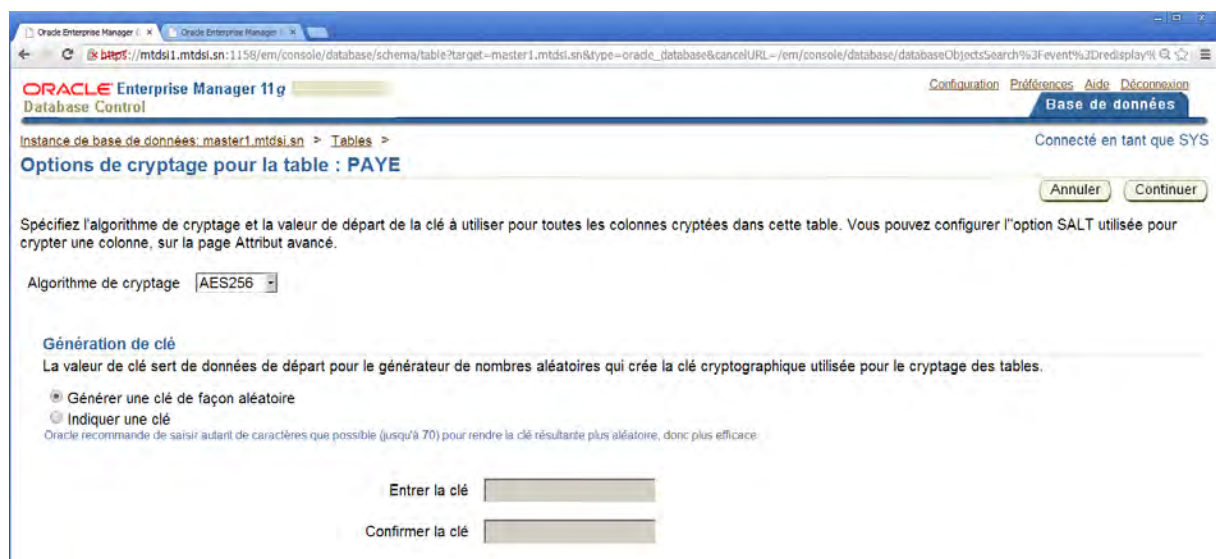 Oracle Enterprise Manager ( Oracle Enterprise Manager (
https://mtdsi1.mtdsi.sn:1158/em/console/database/schema/table?target=master1.mtdsi.sn&type=oracle_database&cancelURL=/em/console/database/databaseObjectsSearch%3Fevent%3Dredisplay%
ORACLE Enterprise Manager 11g
Database Control
Configuration Préférences Aide Déconnexion
Base de données
Instance de base de données: master1.mtdsi.sn > Tables >
Connecté en tant que SYS
Options de cryptage pour la table : PAYE
Annuler Continuer
Spécifiez l'algorithme de cryptage et la valeur de départ de la clé à utiliser pour toutes les colonnes cryptées dans cette table. Vous pouvez configurer l''option SALT utilisée pour
crypter une colonne, sur la page Attribut avancé.
Algorithme de cryptage AES256
Génération de clé
La valeur de clé sert de données de départ pour le générateur de nombres aléatoires qui crée la clé cryptographique utilisée pour le cryptage des tables.
Générer une clé de façon aléatoire
Indiquer une clé
Oracle recommande de saisir autant de caractères que possible (jusqu'à 70) pour rendre la clé résultante plus aléatoire, donc plus efficace.
Entrer la clé
Confirmer la clé